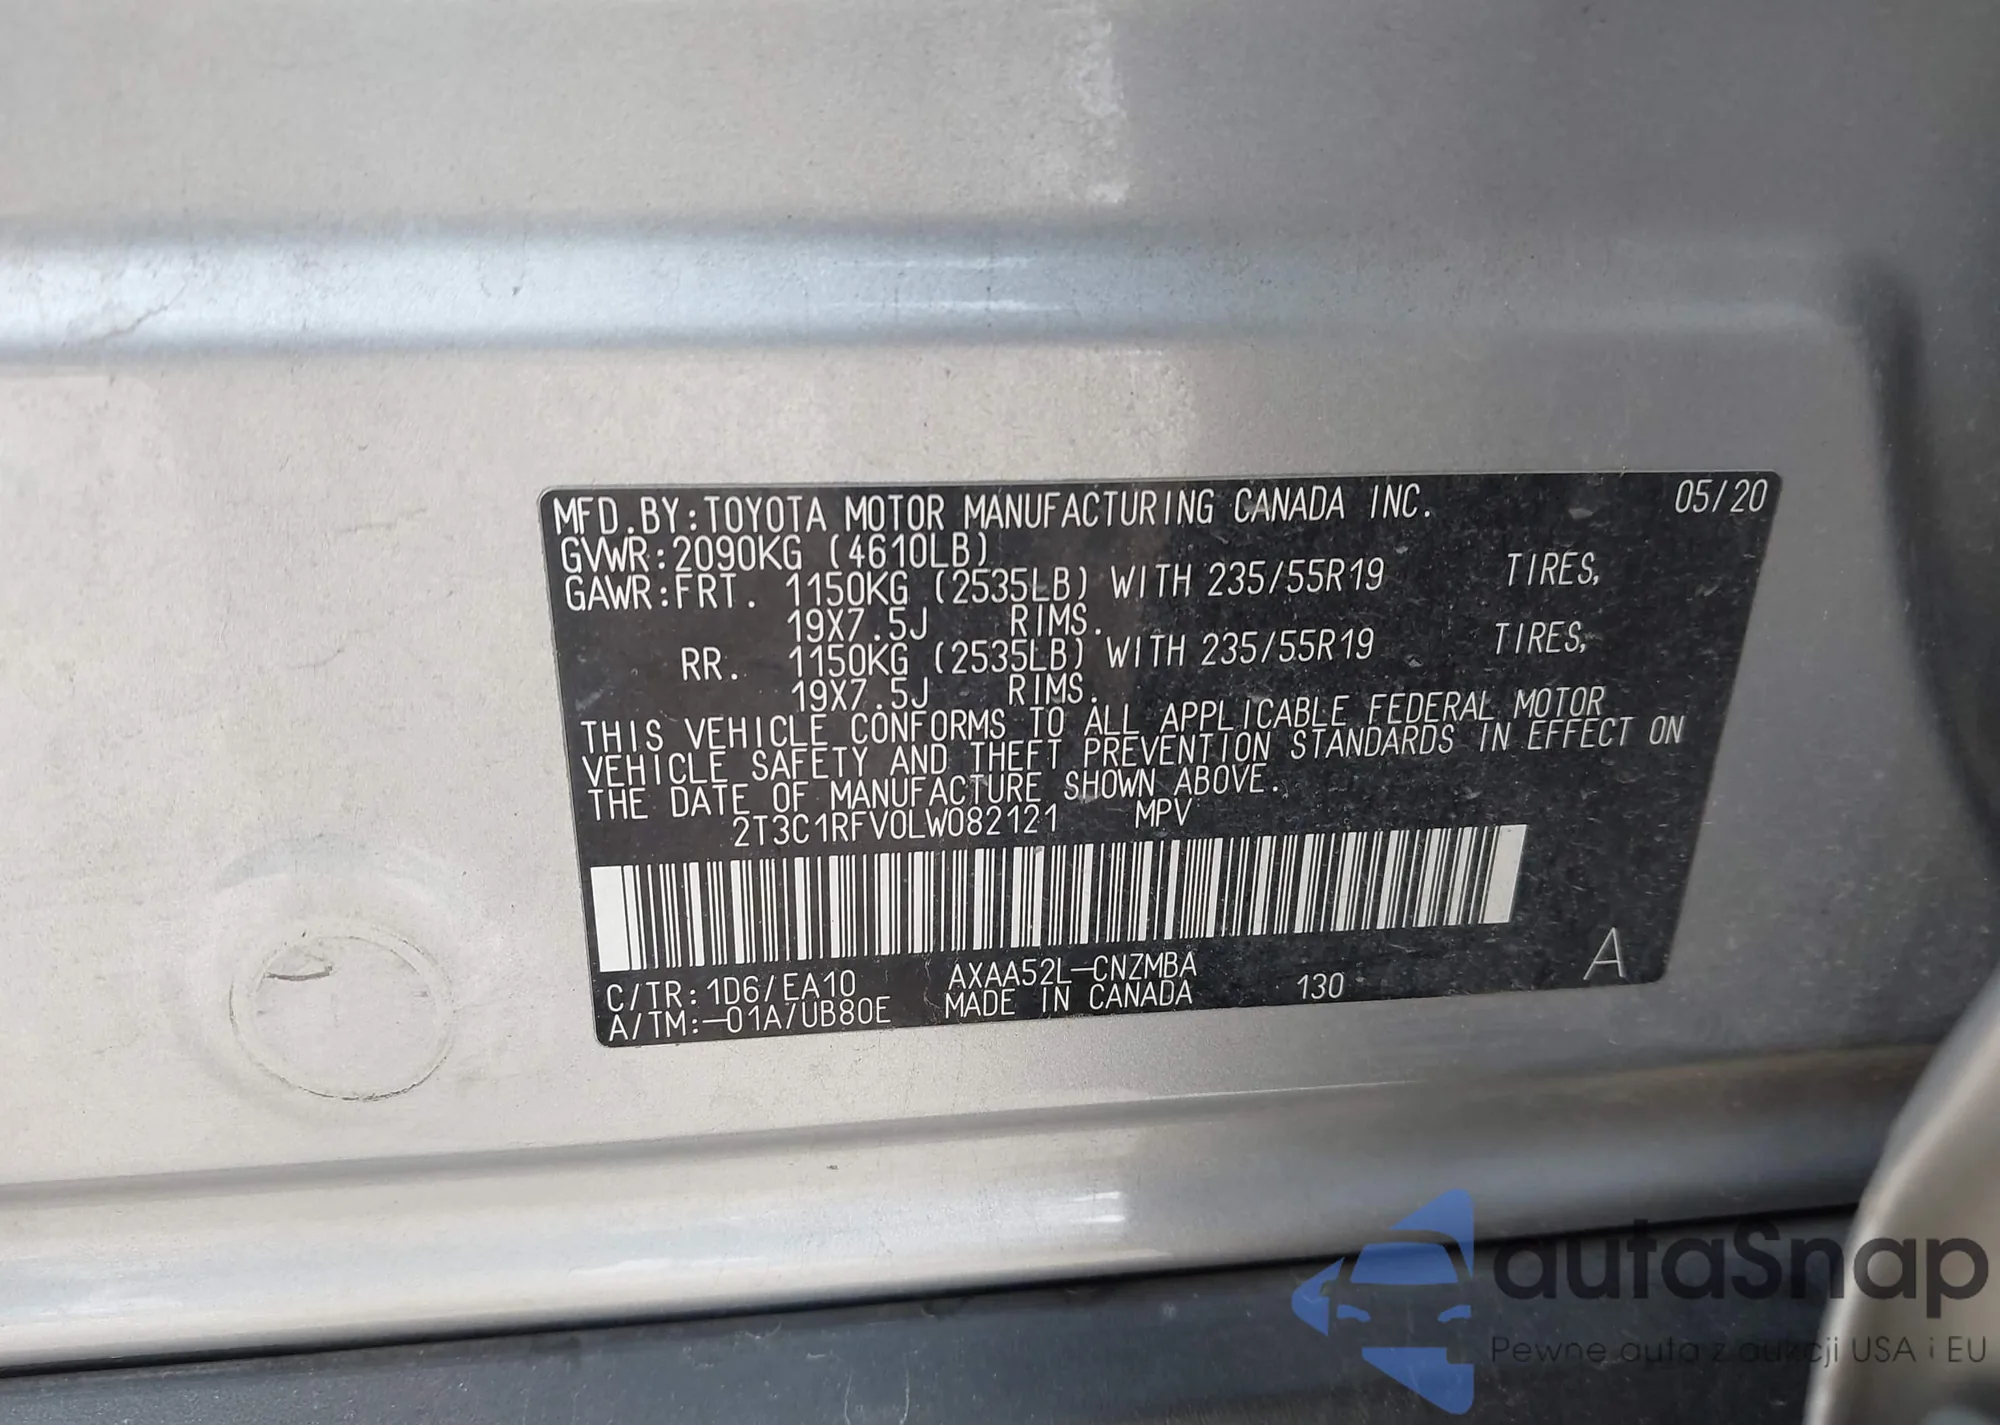 MFD.BY:TOYOTA MOTOR MANUFACTURING CANADA INC. 05/20
GVWR:2090KG (4610LB)
GAWR:FRT. 1150KG (2535LB) WITH 235/55R19 TIRES,
19X7.5J RIMS.
RR. 1150KG (2535LB) WITH 235/55R19 TIRES,
19X7.5J RIMS.
THIS VEHICLE CONFORMS TO ALL APPLICABLE FEDERAL MOTOR
VEHICLE SAFETY AND THEFT PREVENTION STANDARDS IN EFFECT ON
THE DATE OF MANUFACTURE SHOWN ABOVE.
2T3C1RFV0LW082121 MPV
C/TR:1D6/EA10 AXAA52L-CNZMBA 130 A
A/TM:-01A/UB80E MADE IN CANADA
autaSnap
Pewne auta z aukcji USA i EU